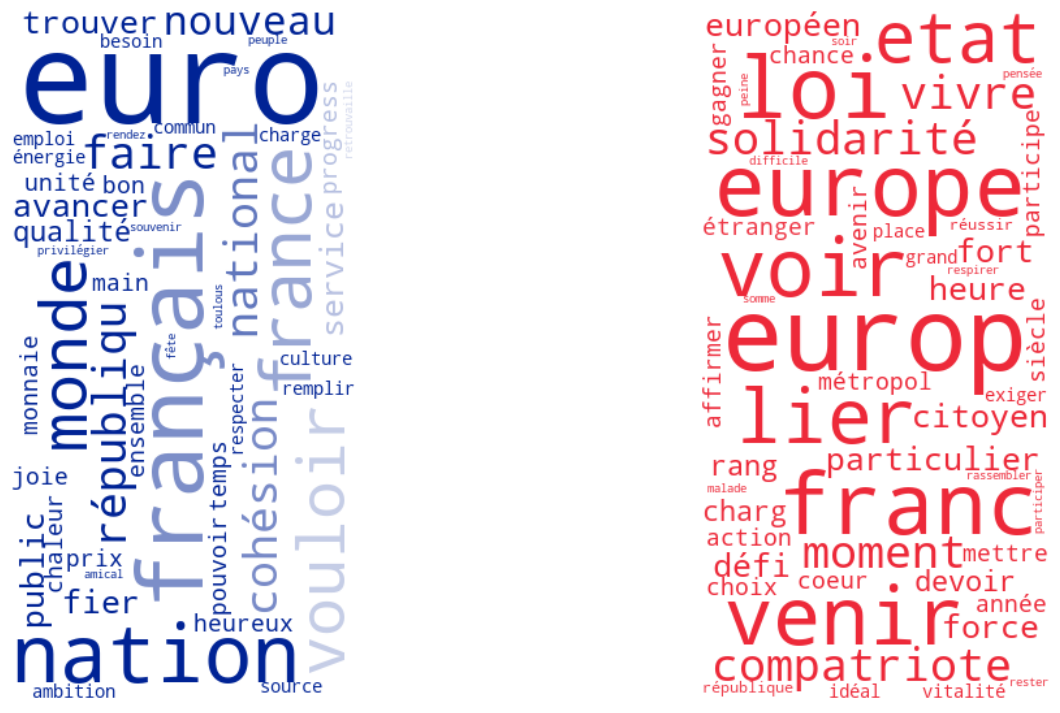 trouver nouveau
besoin peuple
euro
pays
emploi rendez commun charge
énergie faire
unité bon
avancer
qualité souvenir
privilégier
monde
main
français
national
france
service
progress
retrouvaille
toulous
fête
républiqu
monnaie
ensemble
respecter
culture
remplir
cohésion
vouloir
joie
temps
pouvoir
public
chaleur
prix
amical
fier
heureux
nation
ambition source
européen etat
soir
chance
gagner
peine
loi
pensée
vivre
solidarité
participe
difficile
europe
étranger avenir place réussir
voir grand fort
respirer
heure
somme
europ
siècle
affirmer
métropol
exiger
lier citoyen
rang particulier
rassembler
malade
franc
participer
charg
action
moment mettre
défi
choix coeur devoir
venir année
force
compatriote
rester
république idéal vitalité